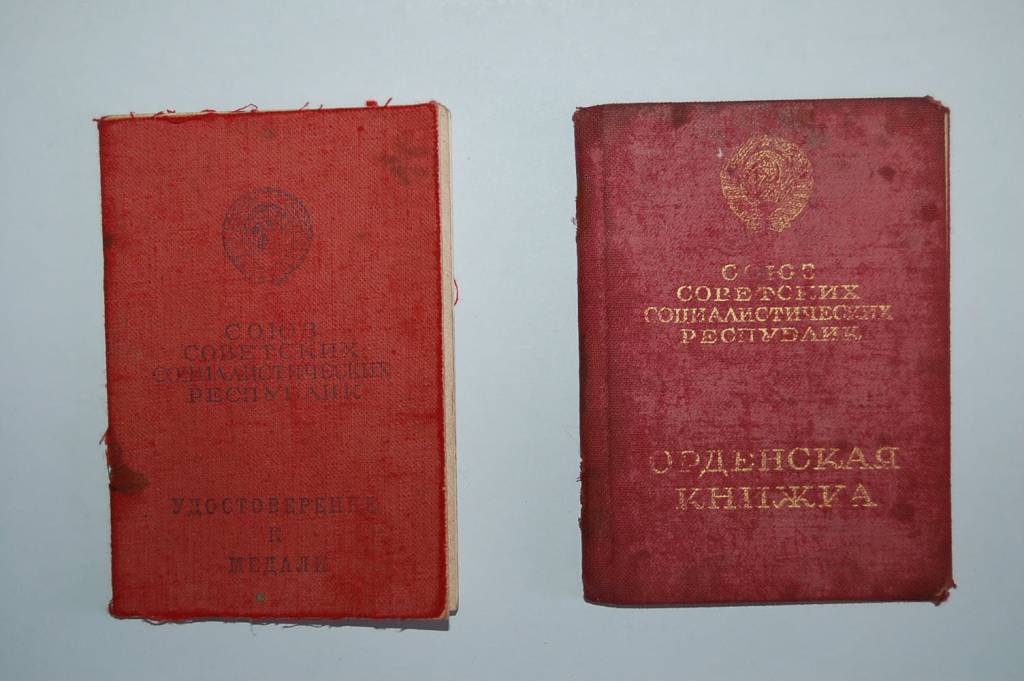 СОЮЗ
СОВЕТСКИХ
СОЦИАЛИСТИЧЕСКИХ
РЕСПУБЛИК
УДОСТОВЕРЕНИЕ
К
МЕДАЛИ
СОЮЗ
СОВЕТСКИХ
СОЦИАЛИСТИЧЕСКИХ
РЕСПУБЛИК
ОРДЕНСКАЯ
КНИЖКА